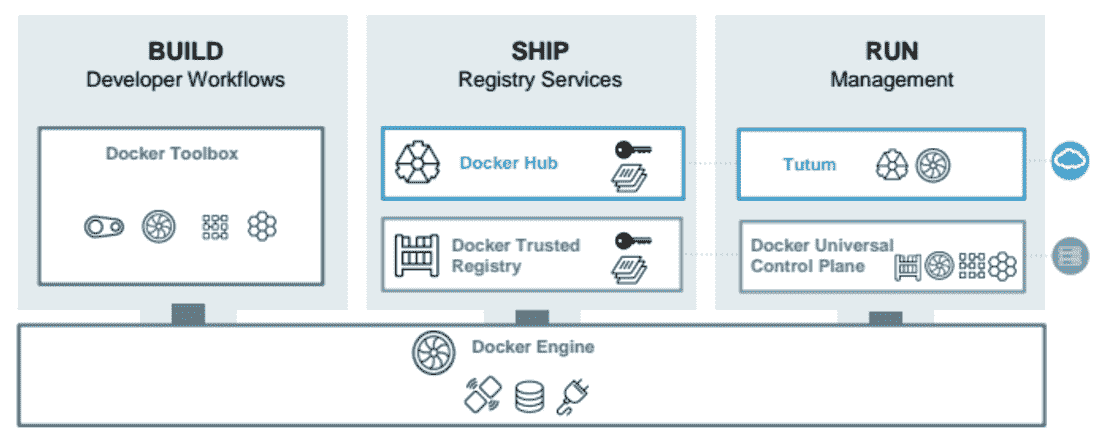 BUILD
Developer Workflows
Docker Toolbox
SHIP
Registry Services
Docker Hub
Docker Trusted
Registry
RUN
Management
Tutum
Docker Universal
Control Plane
Docker Engine